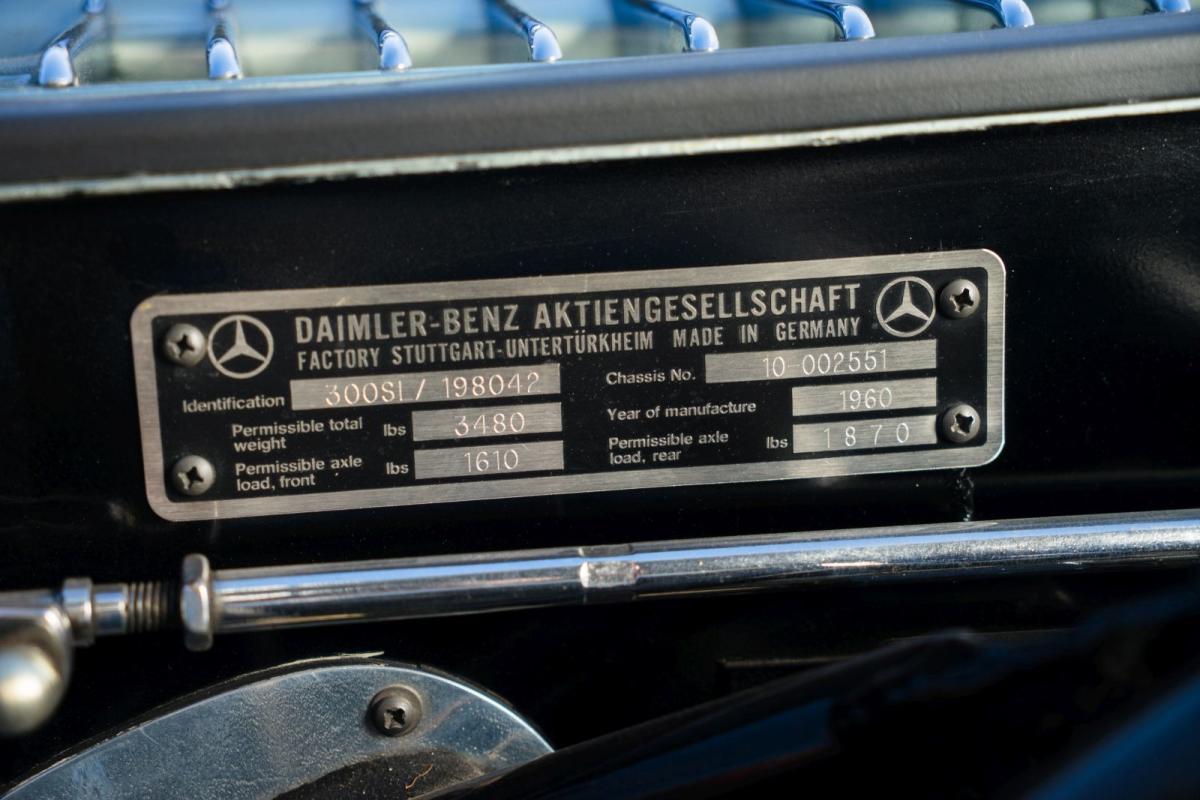 DAIMLER-BENZ AKTIENGESELLSCHAFT
FACTORY STUTTGART-UNTERTÜRKHEIM MADE IN GERMANY
Identification 300Sl / 198042
Chassis No. 10 002551
Permissible total
weight lbs 3480
Year of manufacture 1960
Permissible axle
load, front lbs 1610
Permissible axle
load, rear lbs 1870